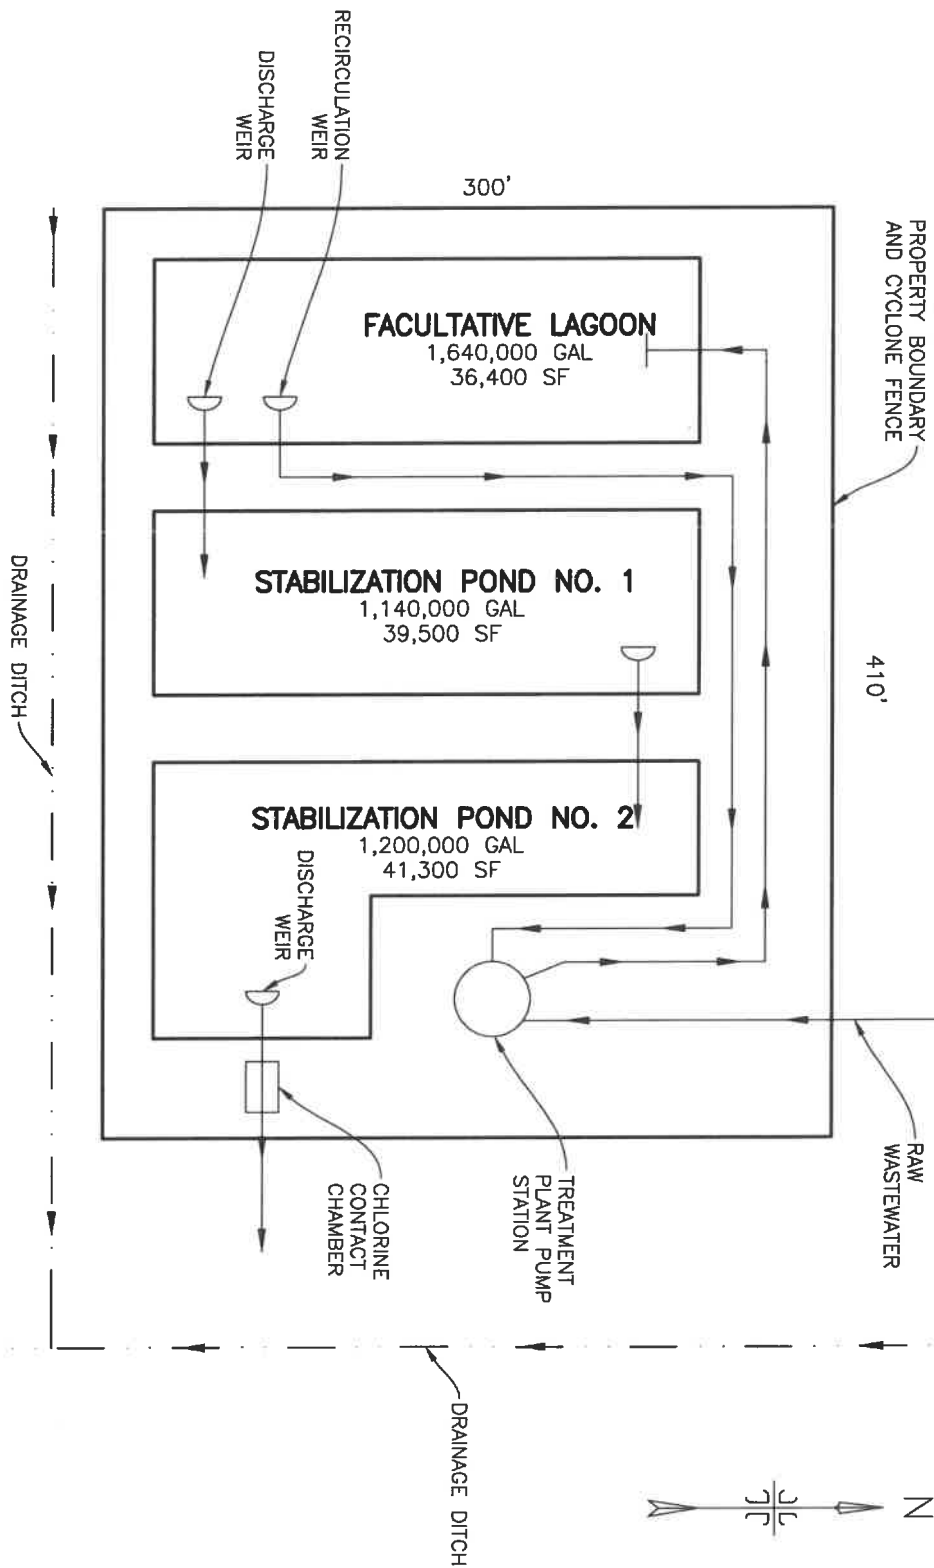 RECIRCULATION
WEIR
DISCHARGE
WEIR
300'
PROPERTY BOUNDARY
AND CYCLONE FENCE
FACULTATIVE LAGOON
1,640,000 GAL
36,400 SF
STABILIZATION POND NO. 1
1,140,000 GAL
39,500 SF
410'
DRAINAGE DITCH
STABILIZATION POND NO. 2
1,200,000 GAL
41,300 SF
DISCHARGE
WEIR
RAW
WASTEWATER
TREATMENT
PLANT PUMP
STATION
CHLORINE
CONTACT
CHAMBER
DRAINAGE DITCH
N